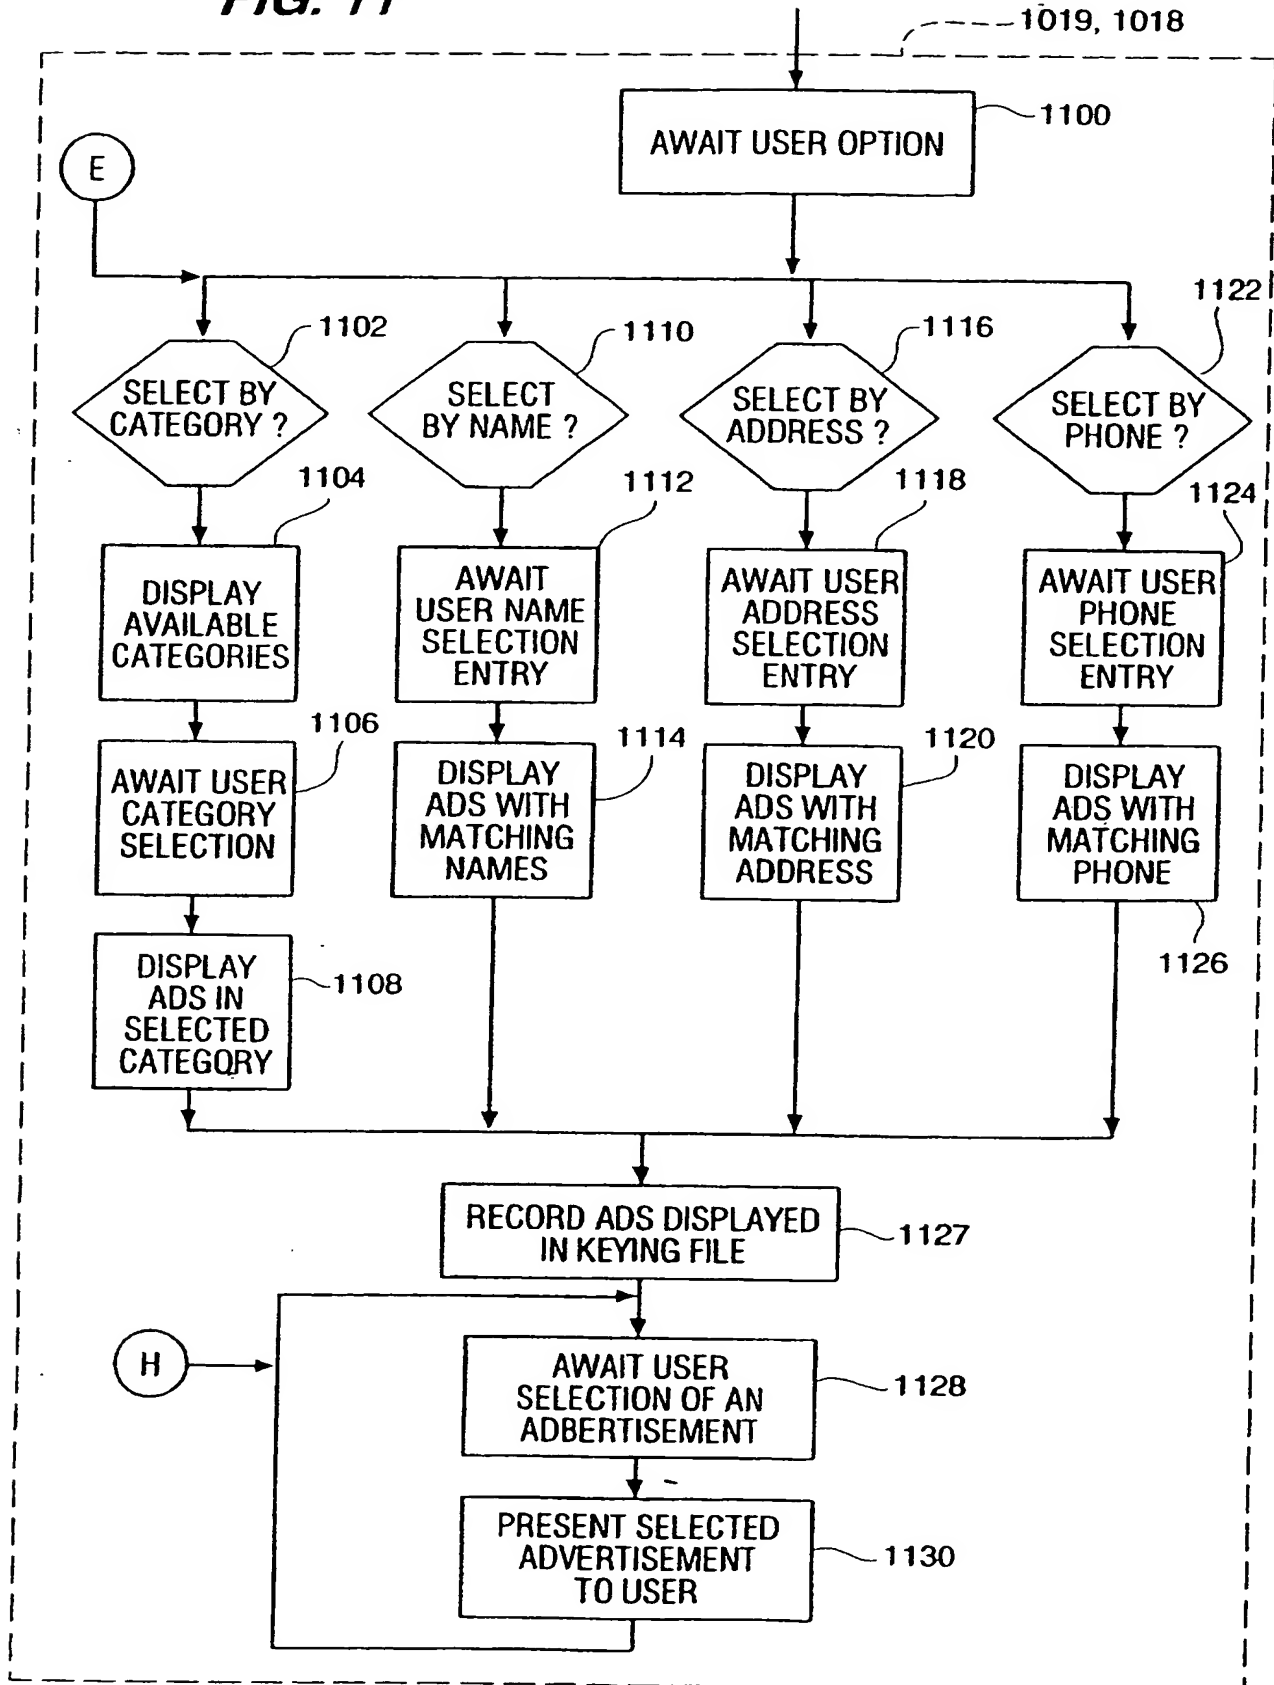 FIG. 11
1019, 1018
AWAIT USER OPTION
1100
E
SELECT BY
CATEGORY ?
1102
SELECT
BY NAME ?
1110
SELECT BY
ADDRESS ?
1116
SELECT BY
PHONE ?
1122
DISPLAY
AVAILABLE
CATEGORIES
1104
AWAIT
USER NAME
SELECTION
ENTRY
1112
AWAIT USER
ADDRESS
SELECTION
ENTRY
1118
AWAIT USER
PHONE
SELECTION
ENTRY
1124
AWAIT USER
CATEGORY
SELECTION
1106
DISPLAY
ADS WITH
MATCHING
NAMES
1114
DISPLAY
ADS WITH
MATCHING
ADDRESS
1120
DISPLAY
ADS WITH
MATCHING
PHONE
1126
DISPLAY
ADS IN
SELECTED
CATEGORY
1108
RECORD ADS DISPLAYED
IN KEYING FILE
1127
H
AWAIT USER
SELECTION OF AN
ADBERTISEMENT
1128
PRESENT SELECTED
ADVERTISEMENT
TO USER
1130